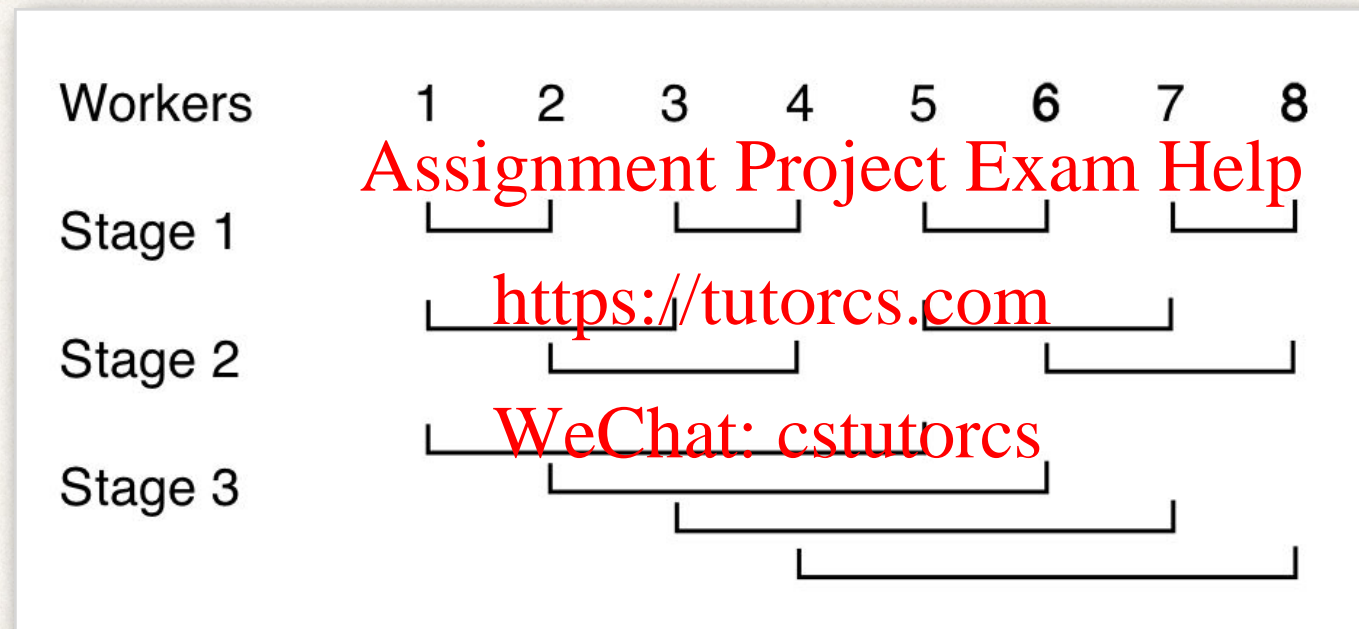 Workers 1 2 3 4 5 6 7 8
Assignment Project Exam Help
Stage 1
https://tutorcs.com
Stage 2
WeChat: cstutorcs
Stage 3